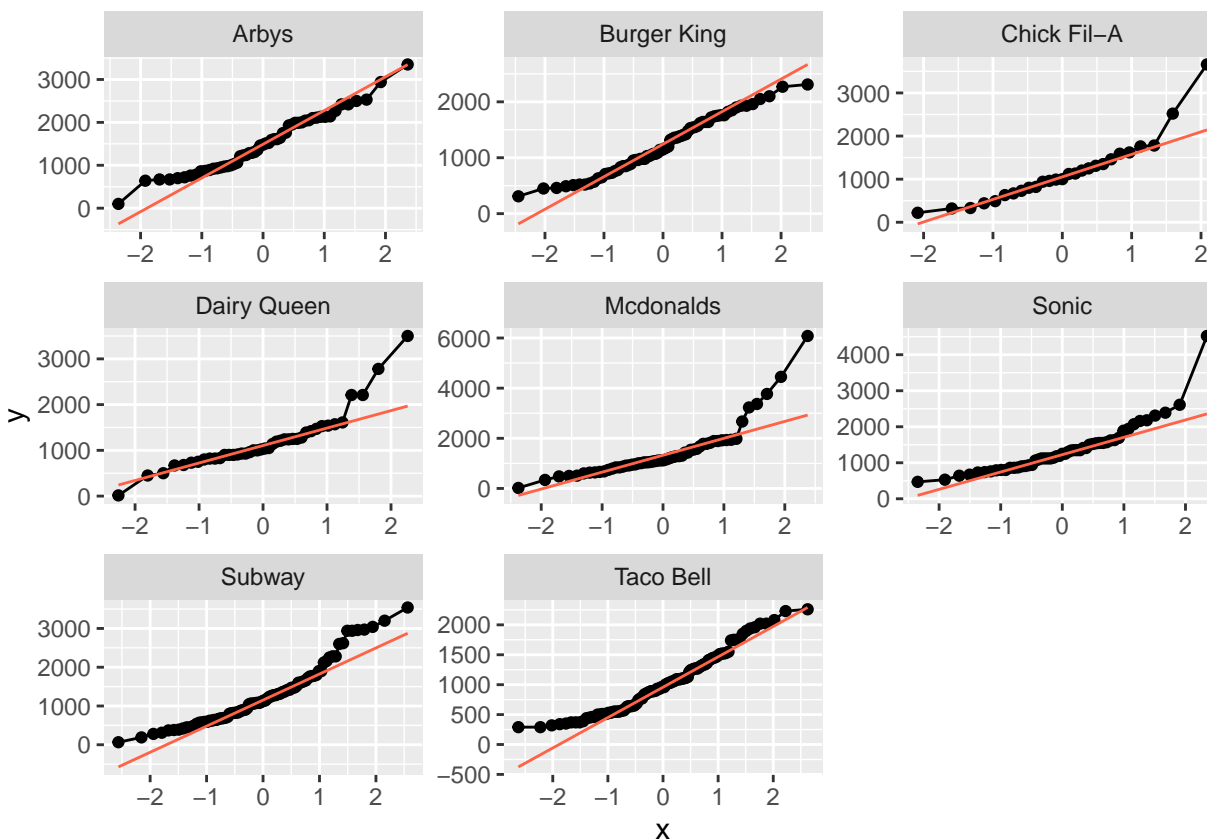 Arbys
Burger King
Chick Fil−A
3000
2000
1000
0
2000
1000
0
3000
2000
1000
0
−2 −1 0 1 2
−2 −1 0 1 2
−2 −1 0 1 2
Dairy Queen
Mcdonalds
Sonic
3000
2000
1000
0
6000
4000
2000
0
4000
3000
2000
1000
0
−2 −1 0 1 2
−2 −1 0 1 2
−2 −1 0 1 2
Subway
Taco Bell
3000
2000
1000
0
2000
1500
1000
500
0
−500
−2 −1 0 1 2
−2 −1 0 1 2
y
x